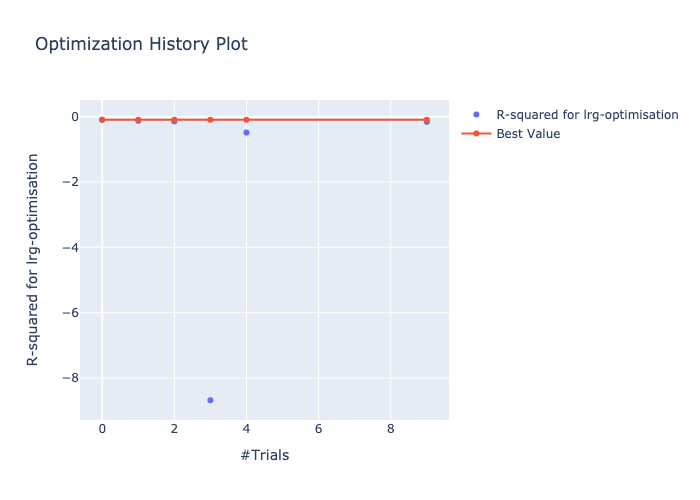 Optimization History Plot
R-squared for lrg-optimisation
Best Value
R-squared for lrg-optimisation
0
−2
−4
−6
−8
0 2 4 6 8
#Trials